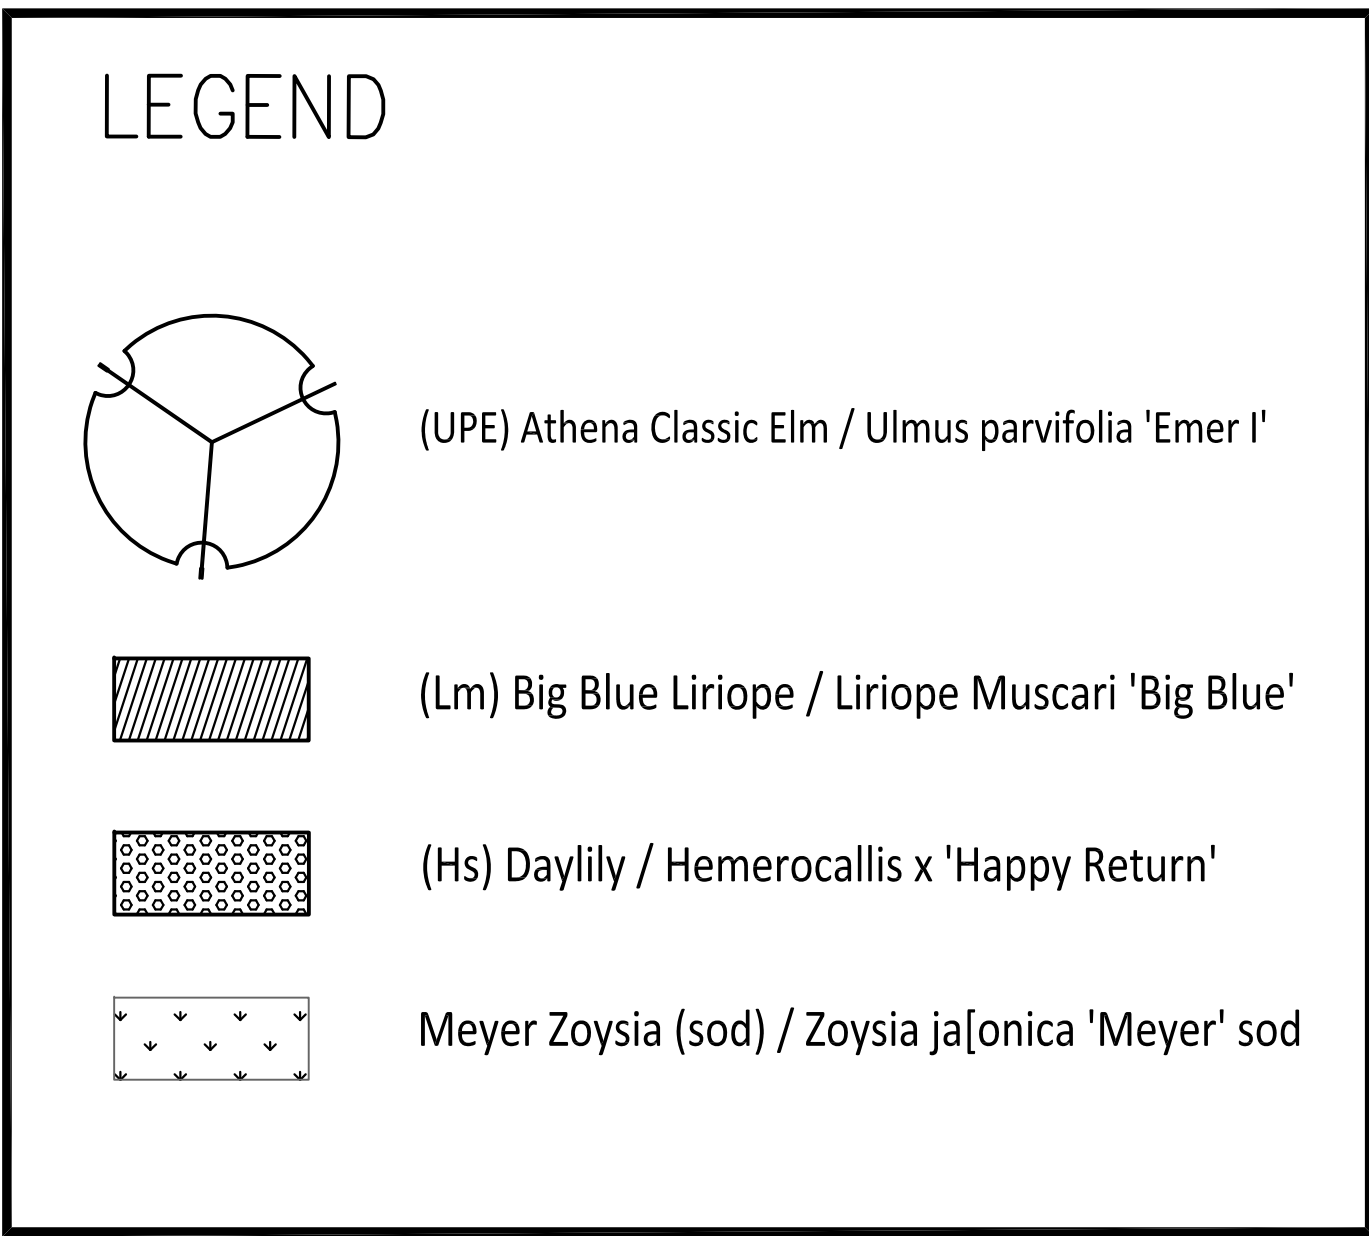 LEGEND
(UPE) Athena Classic Elm / Ulmus parvifolia 'Emer I'
(Lm) Big Blue Liriope / Liriope Muscari 'Big Blue'
(Hs) Daylily / Hemerocallis x 'Happy Return'
Meyer Zoysia (sod) / Zoysia ja[onica 'Meyer' sod